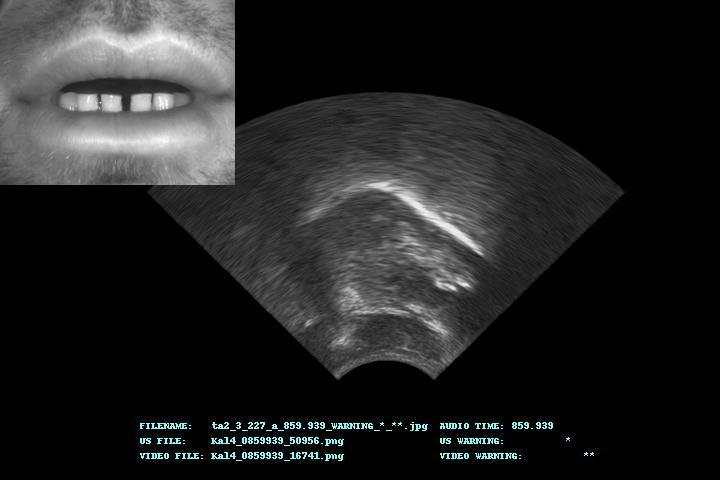 FILENAME: ta2_3_227_a_859.939_WARNING_*_**.jpg AUDIO TIME: 859.939
US FILE: Kal4_0859939_50956.png US WARNING: *
VIDEO FILE: Kal4_0859939_16741.png VIDEO WARNING: **